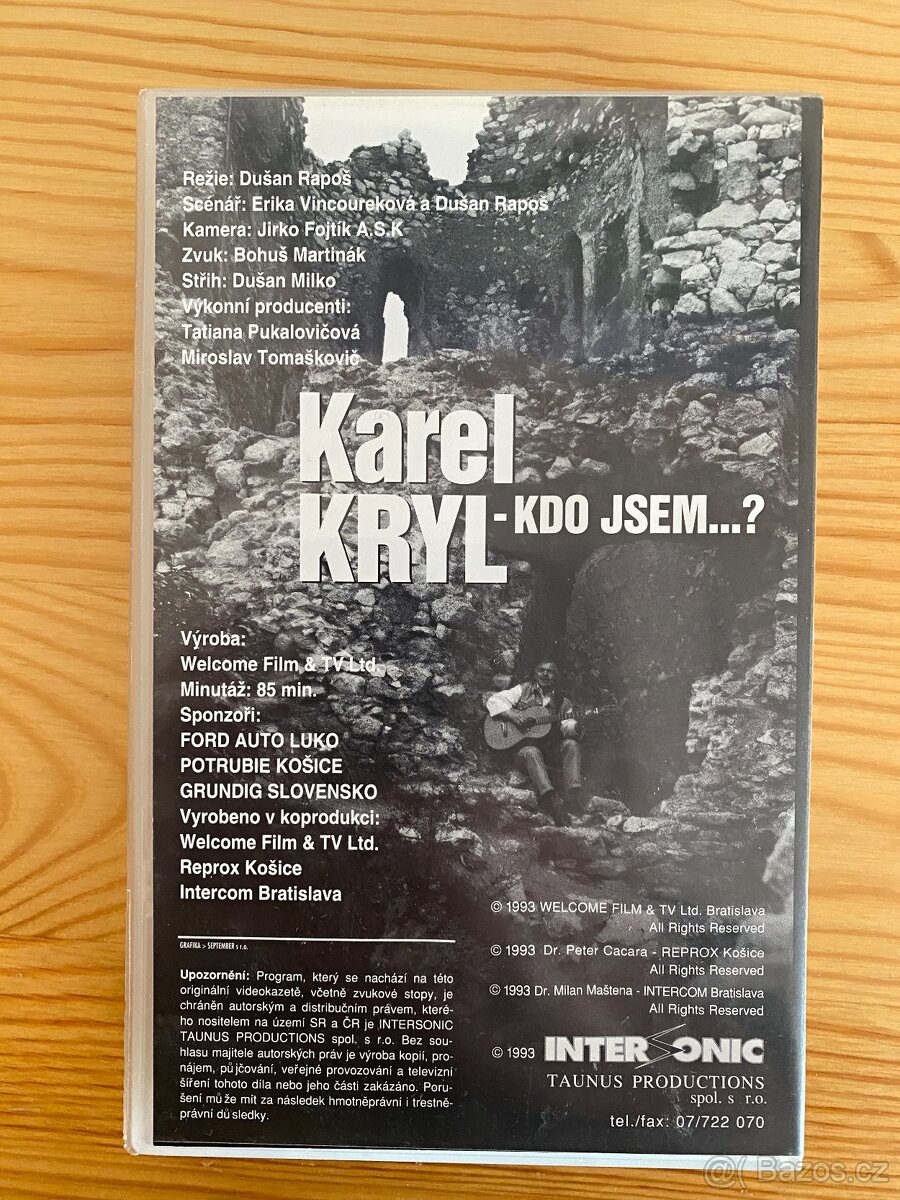 Režie: Dušan Rapoš
Scénář: Erika Vincoureková a Dušan Rapoš
Kamera: Jirko Fojtík A.S.K
Zvuk: Bohuš Martinák
Střih: Dušan Milko
Výkonní producenti:
Tatiana Pukalovičová
Miroslav Tomaškovič
Karel
KRYL - KDO JSEM...?
Výroba:
Welcome Film & TV Ltd.
Minutáž: 85 min.
Sponzoři:
FORD AUTO LUKO
POTRUBIE KOŠICE
GRUNDIG SLOVENSKO
Vyrobeno v koprodukci:
Welcome Film & TV Ltd.
Reprox Košice
Intercom Bratislava
GRAFIKA > SEPTEMBER s r.o.
Upozornění: Program, který se nachází na této
originální videokazetě, včetně zvukové stopy, je
chráněn autorským a distribučním právem, které-
ho nositelem na území SR a ČR je INTERSONIC
TAUNUS PRODUCTIONS spol. s r.o. Bez sou-
hlasu majitele autorských práv je výroba kopií, pro-
nájem, půjčování, veřejné provozování a televizní
šíření tohoto díla nebo jeho části zakázáno. Poru-
šení může mít za následek hmotněprávní i trestně-
právní důsledky.
© 1993 WELCOME FILM & TV Ltd. Bratislava
All Rights Reserved
© 1993 Dr. Peter Cacara - REPROX Košice
All Rights Reserved
© 1993 Dr. Milan Maštena - INTERCOM Bratislava
All Rights Reserved
© 1993 INTERSONIC
TAUNUS PRODUCTIONS
spol. s r.o.
tel./fax: 07/722 070
Bazos.cz